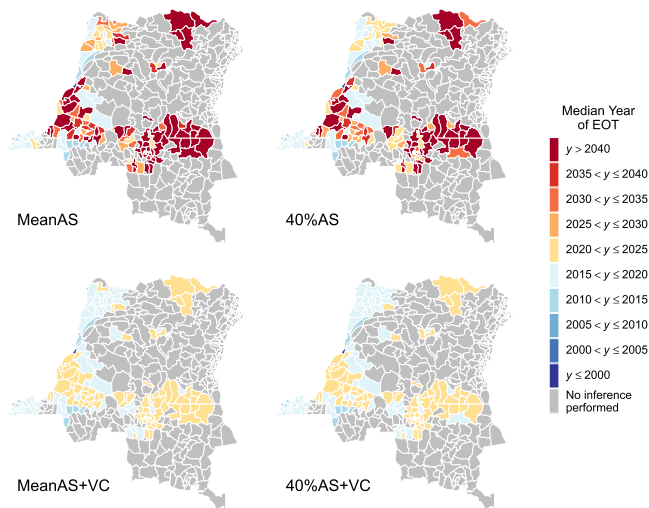 MeanAS
40%AS
MeanAS+VC
40%AS+VC
Median Year
of EOT
y > 2040
2035 < y ≤ 2040
2030 < y ≤ 2035
2025 < y ≤ 2030
2020 < y ≤ 2025
2015 < y ≤ 2020
2010 < y ≤ 2015
2005 < y ≤ 2010
2000 < y ≤ 2005
y ≤ 2000
No inference
performed